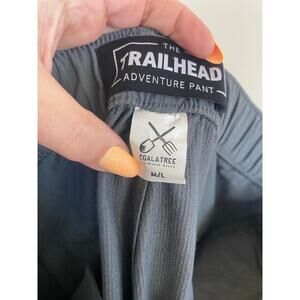 THE
TRAILHEAD
ADVENTURE PANT
COALATREE
M/L